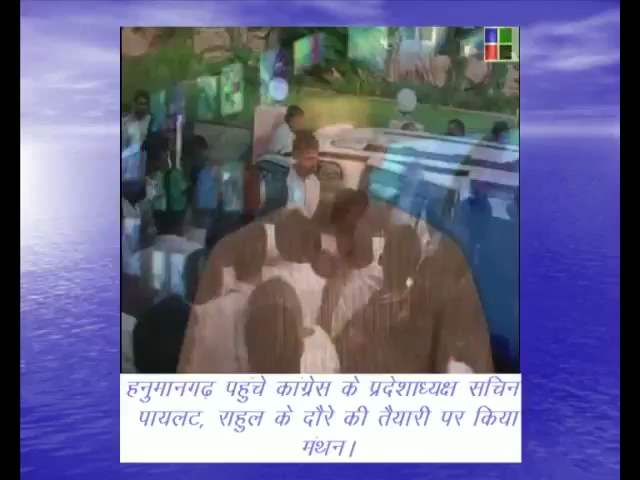 हनुमानगढ़ पहुंचे कांग्रेस के प्रदेशाध्यक्ष सचिन
पायलट, राहुल के दौरे की तैयारी पर किया
मंथन।